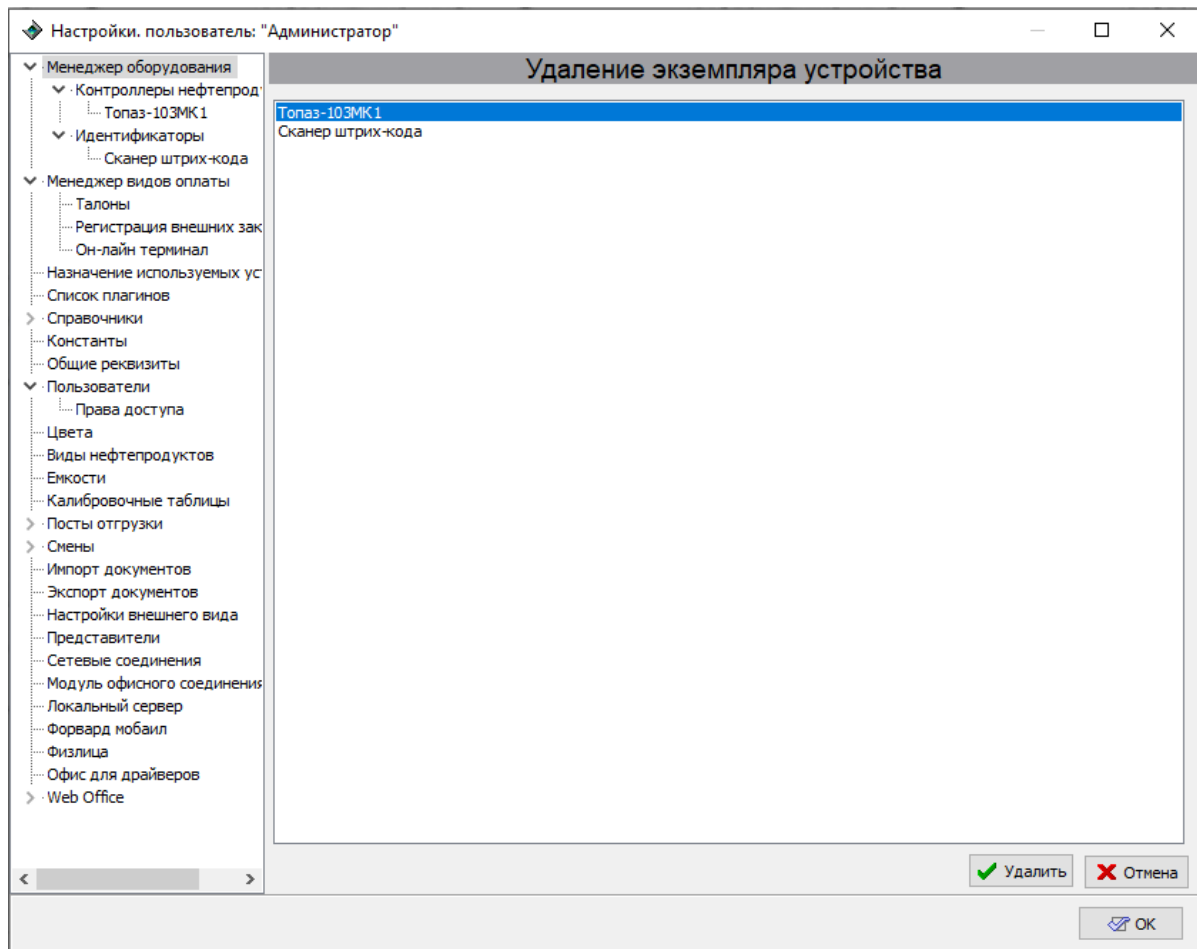 Настройки. пользователь: "Администратор"
Менеджер оборудования
Контроллеры нефтепрод
Топаз-103МК1
Идентификаторы
Сканер штрих-кода
Менеджер видов оплаты
Талоны
Регистрация внешних зак
Он-лайн терминал
Назначение используемых ус
Список плагинов
Справочники
Константы
Общие реквизиты
Пользователи
Права доступа
Цвета
Виды нефтепродуктов
Емкости
Калибровочные таблицы
Посты отгрузки
Смены
Импорт документов
Экспорт документов
Настройки внешнего вида
Представители
Сетевые соединения
Модуль офисного соединения
Локальный сервер
Форвард мобаил
Физлица
Офис для драйверов
Web Office
Удаление экземпляра устройства
Топаз-103МК1
Сканер штрих-кода
Удалить
Отмена
ОК